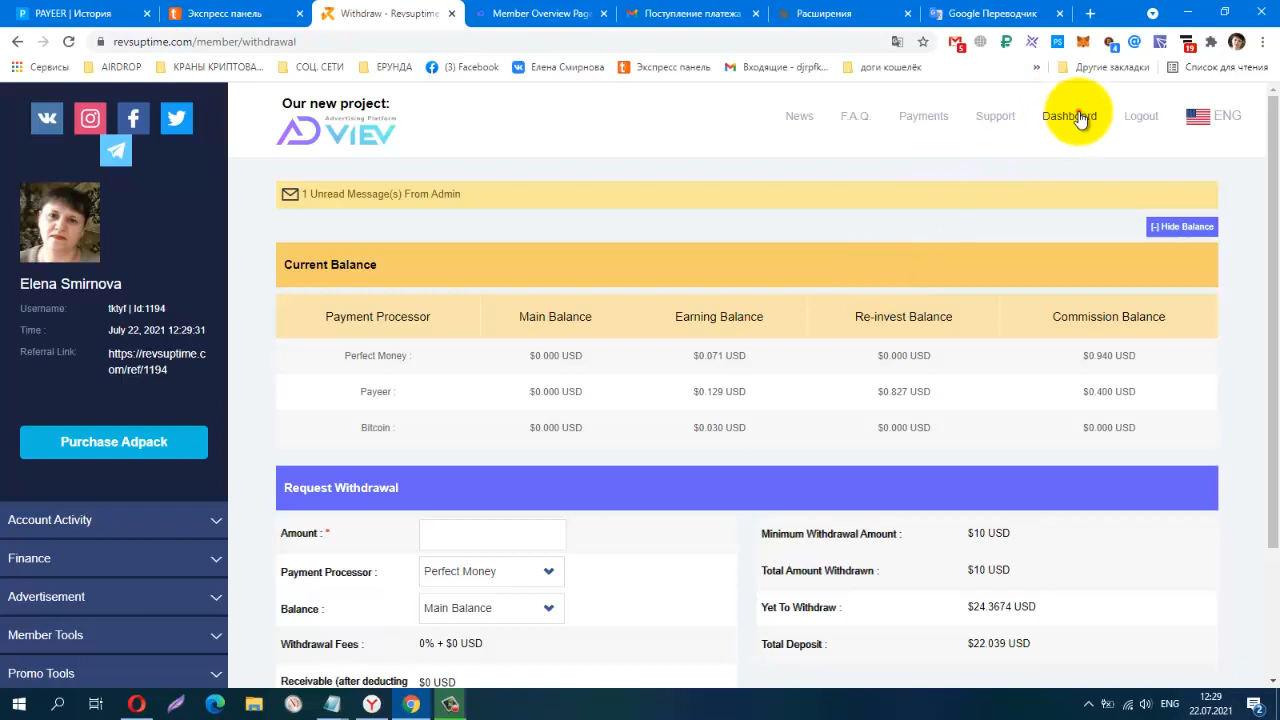 PAYEER | История
Экспресс панель
Withdraw - Revsuptime
Member Overview Page
Поступление платежа
Расширения
Google Переводчик
revsuptime.com/member/withdrawal
5
4
19
Сервисы
AIRDROP
КРАНЫ КРИПТОВА...
СОЦ. СЕТИ
ЕРУНДА
(3) Facebook
Елена Смирнова
Экспресс панель
Входящие - djrpfk...
доги кошелёк
»
Другие закладки
Список для чтения
Our new project:
Advertising Platform
AD VIEV
News
F.A.Q.
Payments
Support
Dashboard
Logout
ENG
1 Unread Message(s) From Admin
[-] Hide Balance
Elena Smirnova
Username: tktyf | Id:1194
Time : July 22, 2021 12:29:31
Referral Link: https://revsuptime.c
om/ref/1194
Purchase Adpack
Account Activity
Finance
Advertisement
Member Tools
Promo Tools
Current Balance
Payment Processor Main Balance Earning Balance Re-invest Balance Commission Balance
Perfect Money : $0.000 USD $0.071 USD $0.000 USD $0.940 USD
Payeer : $0.000 USD $0.129 USD $0.827 USD $0.400 USD
Bitcoin : $0.000 USD $0.030 USD $0.000 USD $0.000 USD
Request Withdrawal
Amount : *
Payment Processor : Perfect Money
Balance : Main Balance
Withdrawal Fees : 0% + $0 USD
Receivable (after deducting $0 USD
Minimum Withdrawal Amount : $10 USD
Total Amount Withdrawn : $10 USD
Yet To Withdraw : $24.3674 USD
Total Deposit : $22.039 USD
ENG
12:29
22.07.2021
2